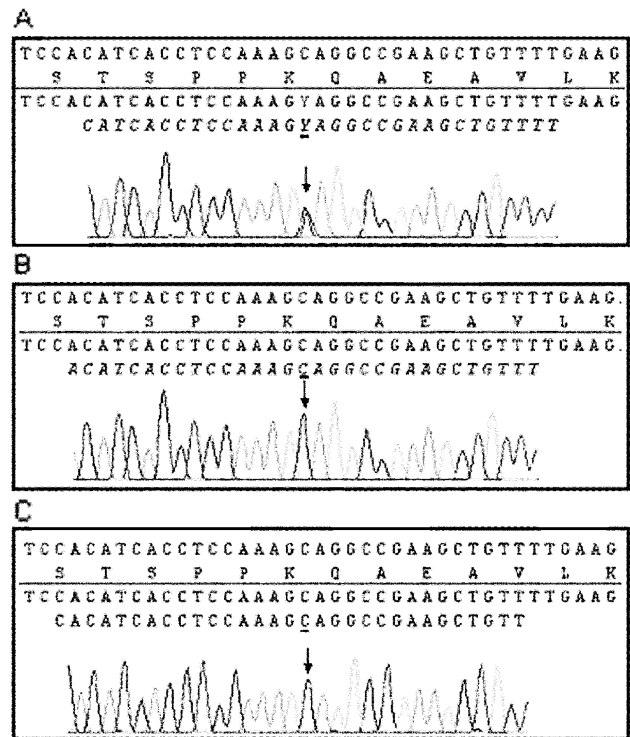 A
TCCACATCACCTCCAAAGCAGGCCGAAGCTGTTTTGAAG
S T S P P K Q A E A V L K
TCCACATCACCTCCAAAGYAGGCCGAAGCTGTTTTGAAG
CATCACCTCCAAAGYAGGCCGAAGCTGTTTT
B
TCCACATCACCTCCAAAGCAGGCCGAAGCTGTTTTGAAG.
S T S P P K Q A E A V L K
TCCACATCACCTCCAAAGCAGGCCGAAGCTGTTTTGAAG.
ACATCACCTCCAAAGCAGGCCGAAGCTGTTT
C
TCCACATCACCTCCAAAGCAGGCCGAAGCTGTTTTGAAG
S T S P P K Q A E A V L K
TCCACATCACCTCCAAAGCAGGCCGAAGCTGTTTTGAAG
CACATCACCTCCAAAGCAGGCCGAAGCTGTT